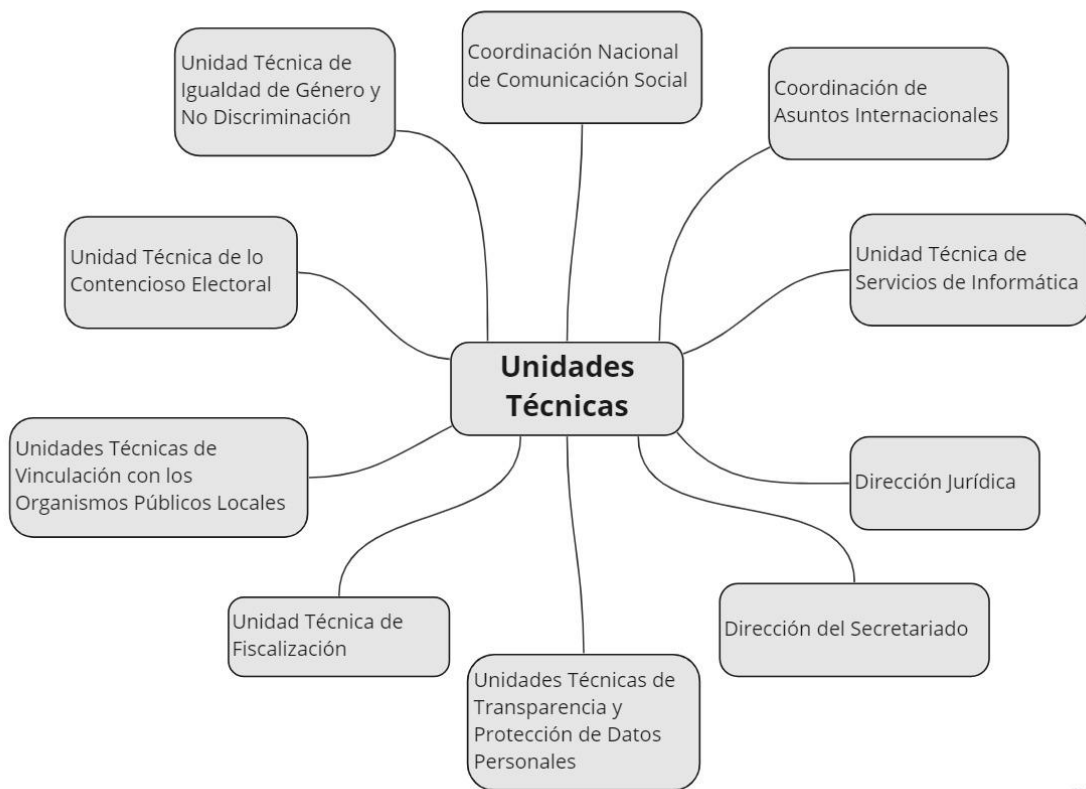 Coordinación Nacional
de Comunicación Social
Unidad Técnica de
Igualdad de Género y
No Discriminación
Coordinación de
Asuntos Internacionales
Unidad Técnica de lo
Contencioso Electoral
Unidad Técnica de
Servicios de Informática
Unidades
Técnicas
Unidades Técnicas de
Vinculación con los
Organismos Públicos Locales
Dirección Jurídica
Unidad Técnica de
Fiscalización
Dirección del Secretariado
Unidades Técnicas de
Transparencia y
Protección de Datos
Personales